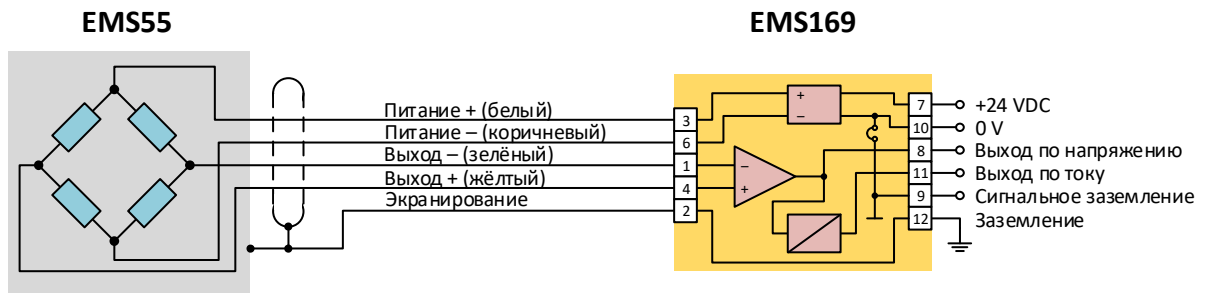 EMS55
EMS169
Питание + (белый)
Питание – (коричневый)
Выход – (зелёный)
Выход + (жёлтый)
Экранирование
3
6
1
4
2
+
–
–
+
7
10
8
11
9
12
+24 VDC
0 V
Выход по напряжению
Выход по току
Сигнальное заземление
Заземление